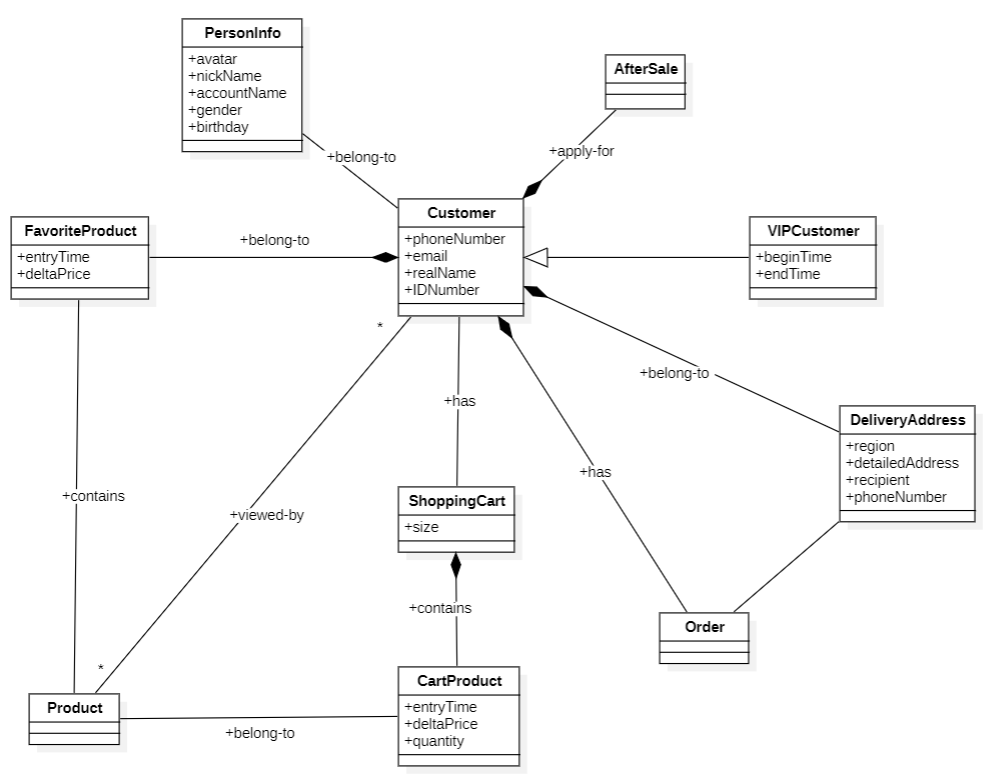 PersonInfo
+avatar
+nickName
+accountName
+gender
+birthday
AfterSale
+belong-to
+apply-for
FavoriteProduct
+entryTime
+deltaPrice
+belong-to
Customer
+phoneNumber
+email
+realName
+IDNumber
VIPCustomer
+beginTime
+endTime
*
+belong-to
+has
DeliveryAddress
+region
+detailedAddress
+recipient
+phoneNumber
+contains
+viewed-by
ShoppingCart
+size
+has
+contains
Order
*
Product
+belong-to
CartProduct
+entryTime
+deltaPrice
+quantity